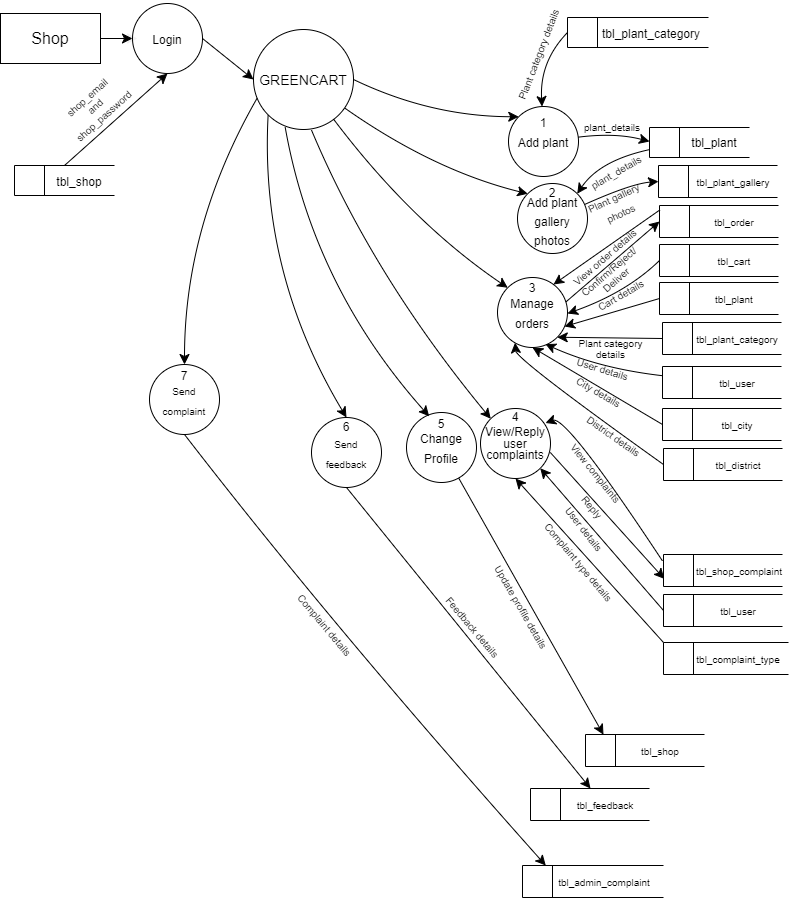 Shop
Login
GREENCART
shop_email
and
shop_password
tbl_shop
Plant category details
tbl_plant_category
1
Add plant
plant_details
tbl_plant
plant_details
2
Add plant
gallery
photos
Plant gallery
photos
tbl_plant_gallery
tbl_order
View order details
Confirm/Reject/
Deliver
tbl_cart
Cart details
tbl_plant
3
Manage
orders
tbl_plant_category
Plant category
details
User details
tbl_user
City details
tbl_city
District details
tbl_district
7
Send
complaint
6
Send
feedback
5
Change
Profile
4
View/Reply
user
complaints
View complaints
Reply
User details
Complaint type details
tbl_shop_complaint
tbl_user
tbl_complaint_type
Update profile details
Feedback details
Complaint details
tbl_shop
tbl_feedback
tbl_admin_complaint